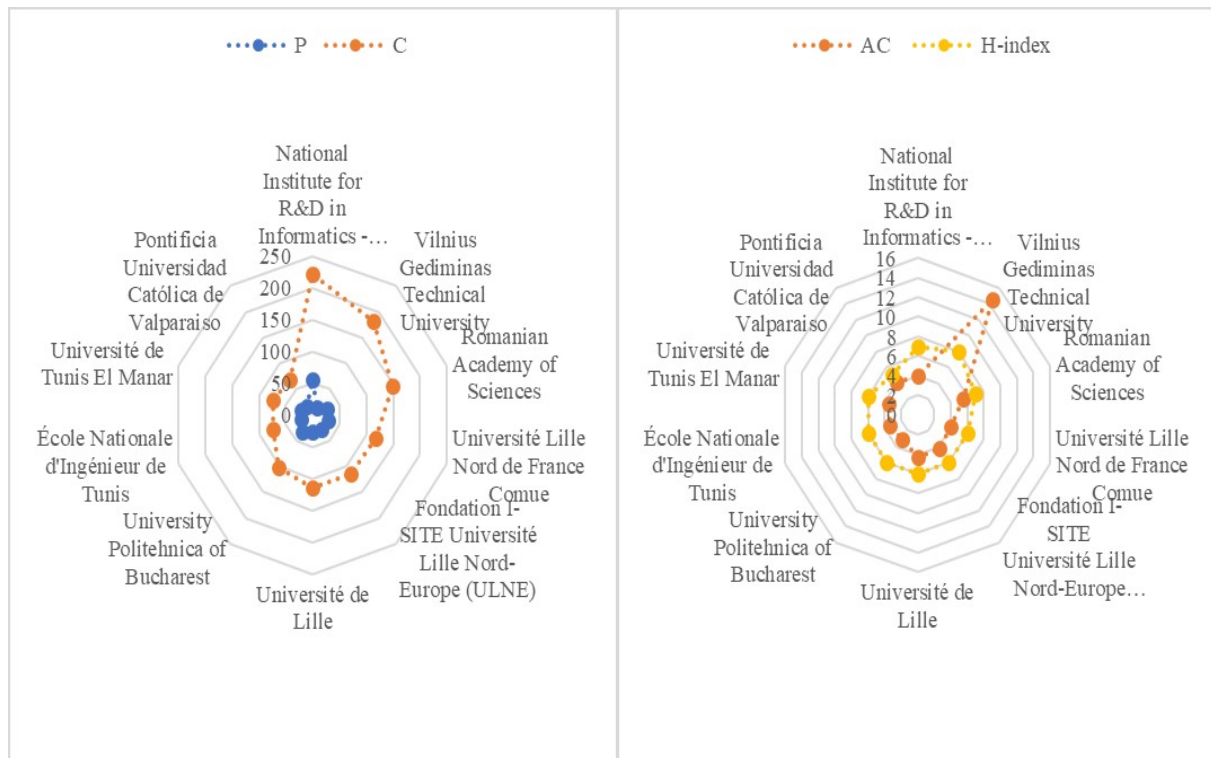 P
C
National
Institute for
R&D in
Informatics -…
Vilnius
Gediminas
Technical
University
Romanian
Academy of
Sciences
Université Lille
Nord de France
Comue
Fondation I-
SITE Université
Lille Nord-
Europe (ULNE)
Université de
Lille
University
Politehnica of
Bucharest
École Nationale
d'Ingénieur de
Tunis
Université de
Tunis El Manar
Pontificia
Universidad
Católica de
Valparaiso
250
200
150
100
50
0
AC
H-index
National
Institute for
R&D in
Informatics -…
Vilnius
Gediminas
Technical
University
Romanian
Academy of
Sciences
Université Lille
Nord de France
Comue
Fondation I-
SITE
Université Lille
Nord-Europe…
Université de
Lille
University
Politehnica of
Bucharest
École Nationale
d'Ingénieur de
Tunis
Université de
Tunis El Manar
Pontificia
Universidad
Católica de
Valparaiso
16
14
12
10
8
6
4
2
0